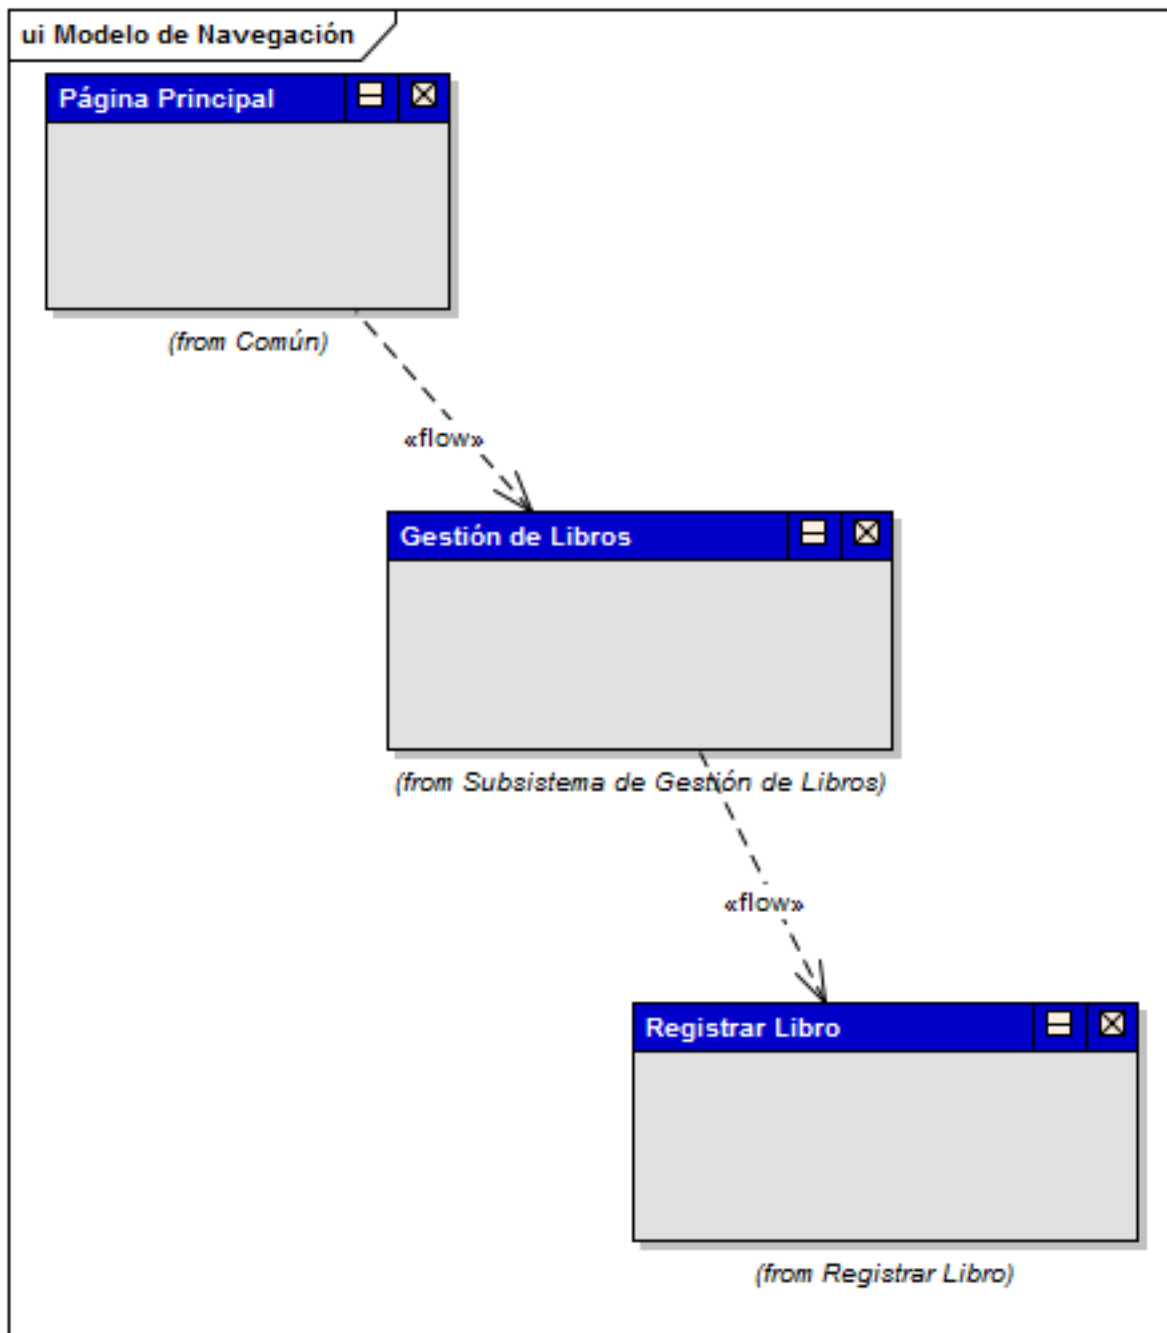 ui Modelo de Navegación
Página Principal
(from Común)
«flow»
Gestión de Libros
(from Subsistema de Gestión de Libros)
«flow»
Registrar Libro
(from Registrar Libro)